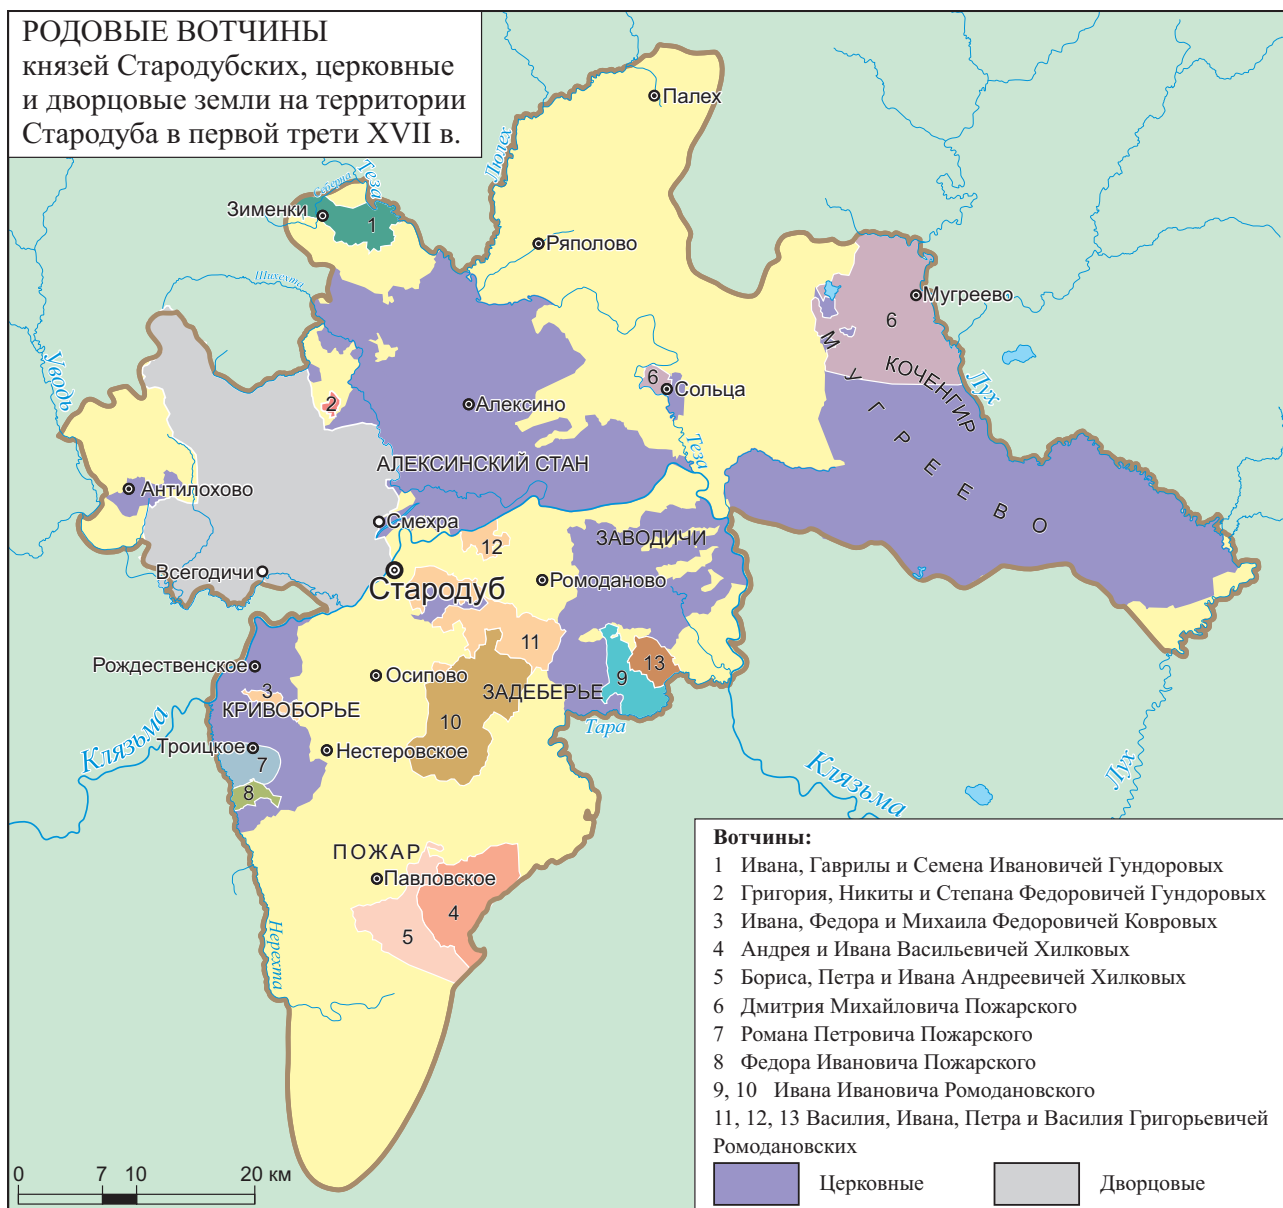 РОДОВЫЕ ВОТЧИНЫ
князей Стародубских, церковные
и дворцовые земли на территории
Стародуба в первой трети XVII в.
Палех
Люлех
Теза
Себерта
Зименки
1
Ряполово
Шихехта
Мугреево
6
МУГРЕЕВО
КОЧЕНГИР
Лух
Уводь
6
Сольца
2
Алексино
Теза
АЛЕКСИНСКИЙ СТАН
Антилохово
Смехра
12
ЗАВОДИЧИ
Всегодичи
Стародуб
Ромоданово
11
Рождественское
Осипово
13
3
9
ЗАДЕБЕРЬЕ
КРИВОБОРЬЕ
10
Тара
Клязьма
Троицкое
Нестеровское
7
8
Клязьма
Лух
ПОЖАР
Павловское
4
5
Нерехта
Вотчины:
1 Ивана, Гаврилы и Семена Ивановичей Гундоровых
2 Григория, Никиты и Степана Федоровичей Гундоровых
3 Ивана, Федора и Михаила Федоровичей Ковровых
4 Андрея и Ивана Васильевичей Хилковых
5 Бориса, Петра и Ивана Андреевичей Хилковых
6 Дмитрия Михайловича Пожарского
7 Романа Петровича Пожарского
8 Федора Ивановича Пожарского
9, 10 Ивана Ивановича Ромодановского
11, 12, 13 Василия, Ивана, Петра и Василия Григорьевичей
Ромодановских
Церковные
Дворцовые
0 7 10 20 км